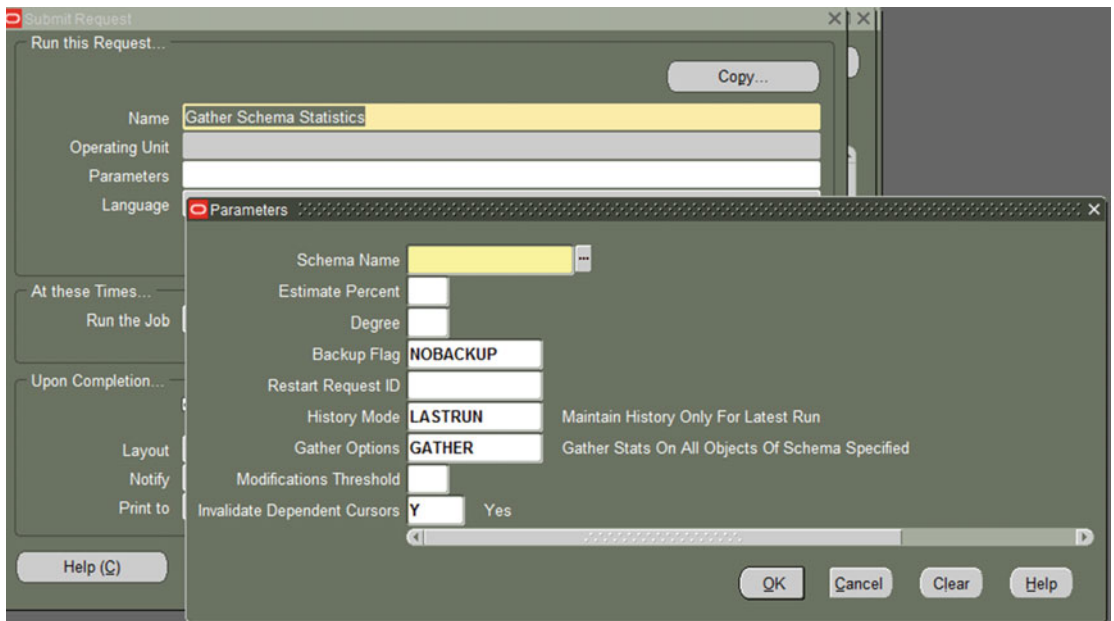 Submit Request
Run this Request...
Copy...
Name Gather Schema Statistics
Operating Unit
Parameters
Language
Parameters
Schema Name ...
Estimate Percent
Degree
Backup Flag NOBACKUP
Restart Request ID
History Mode LASTRUN Maintain History Only For Latest Run
Gather Options GATHER Gather Stats On All Objects Of Schema Specified
Modifications Threshold
Invalidate Dependent Cursors Y Yes
OK Cancel Clear Help
At these Times...
Run the Job
Upon Completion...
Layout
Notify
Print to
Help (C)